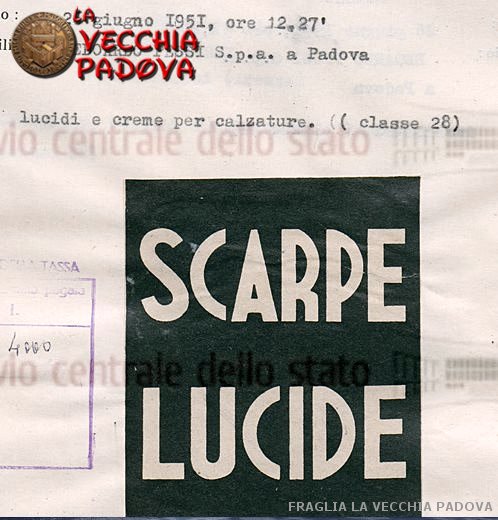 LA
VECCHIA
PADOVA
giugno 1951, ore 12,27'
S.p.a. a Padova
lucidi e creme per calzature. (( classe 28)
vio centrale dello stato
SCARPE
TASSA
I.
4000
vio centrale dello stato
LUCIDE
FRAGLIA LA VECCHIA PADOVA